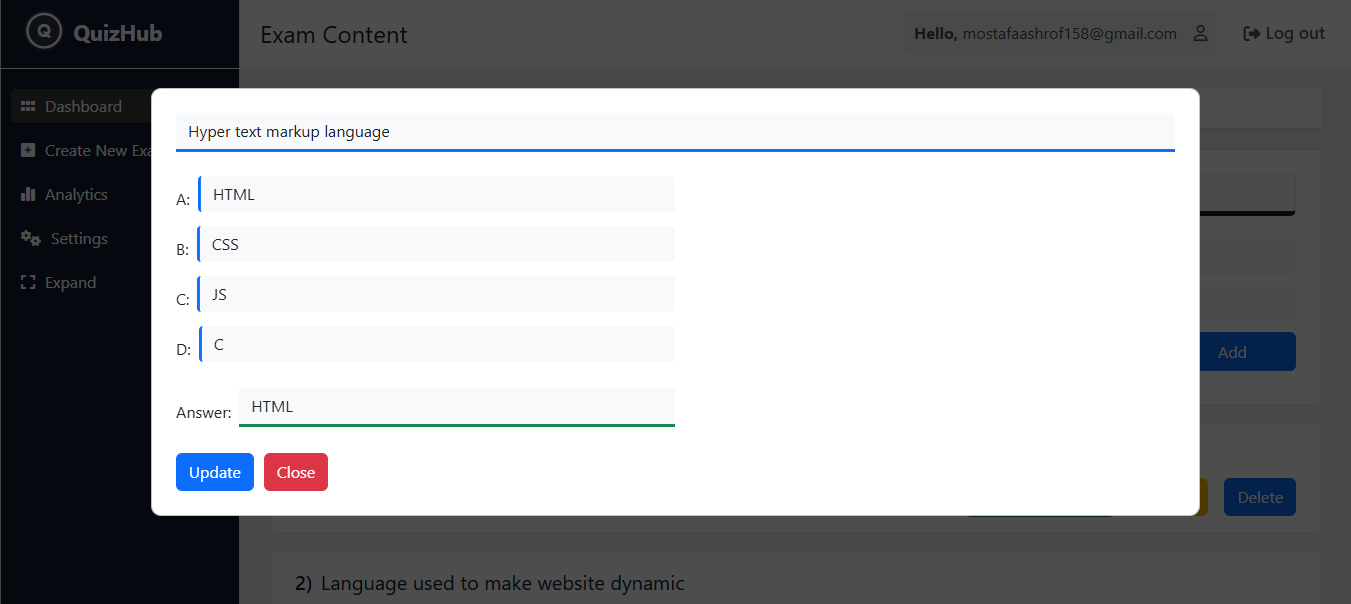 Q QuizHub
Exam Content
Hello, mostafaashrof158@gmail.com
Log out
Dashboard
Create New Exa
Analytics
Settings
Expand
Hyper text markup language
A: HTML
B: CSS
C: JS
D: C
Answer: HTML
Update Close
Add
Delete
2) Language used to make website dynamic